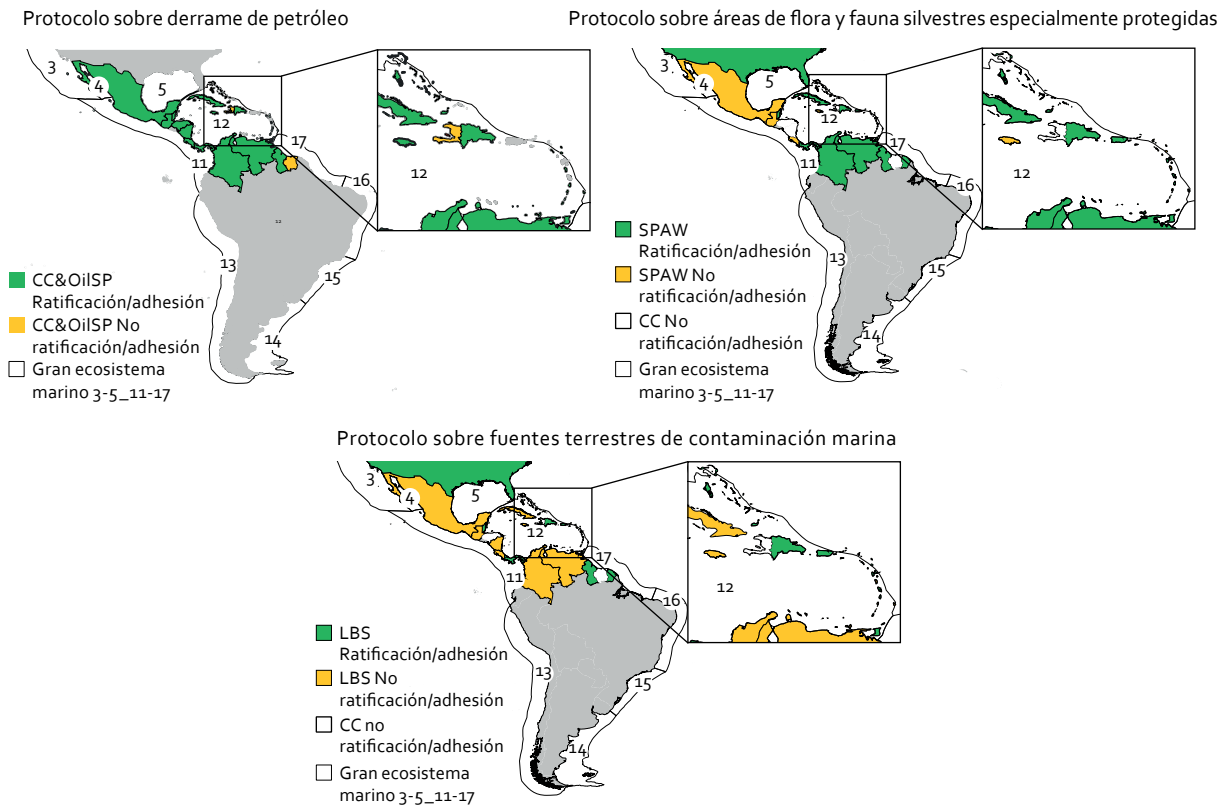 Protocolo sobre derrame de petróleo
3
4
5
12
17
11
16
12
13
15
14
12
CC&OilSP
Ratificación/adhesión
CC&OilSP No
ratificación/adhesión
Gran ecosistema
marino 3-5_11-17
Protocolo sobre áreas de flora y fauna silvestres especialmente protegidas
3
4
5
12
17
11
16
13
15
14
12
SPAW
Ratificación/adhesión
SPAW No
ratificación/adhesión
CC No
ratificación/adhesión
Gran ecosistema
marino 3-5_11-17
Protocolo sobre fuentes terrestres de contaminación marina
3
4
5
12
17
11
16
13
15
14
12
LBS
Ratificación/adhesión
LBS No
ratificación/adhesión
CC no
ratificación/adhesión
Gran ecosistema
marino 3-5_11-17